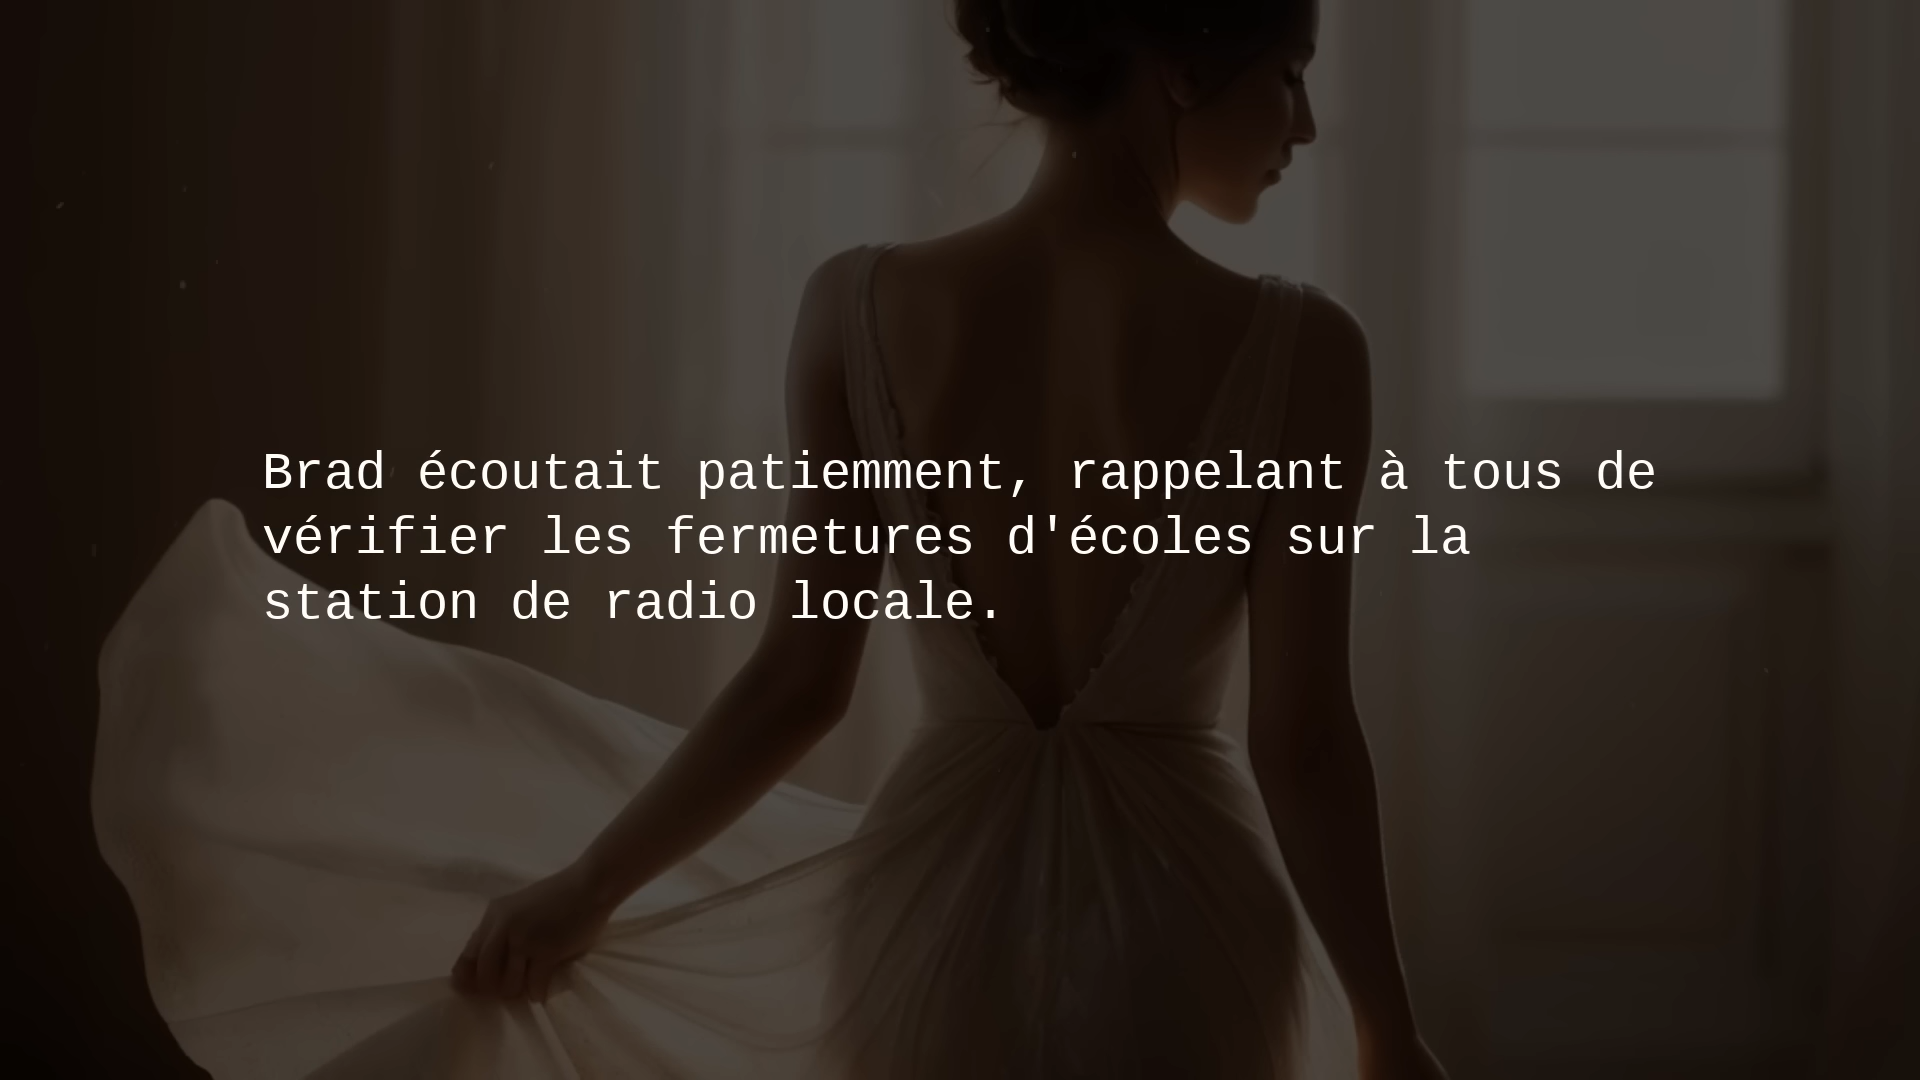 Brad écoutait patiemment, rappelant à tous de
vérifier les fermetures d'écoles sur la
station de radio locale.